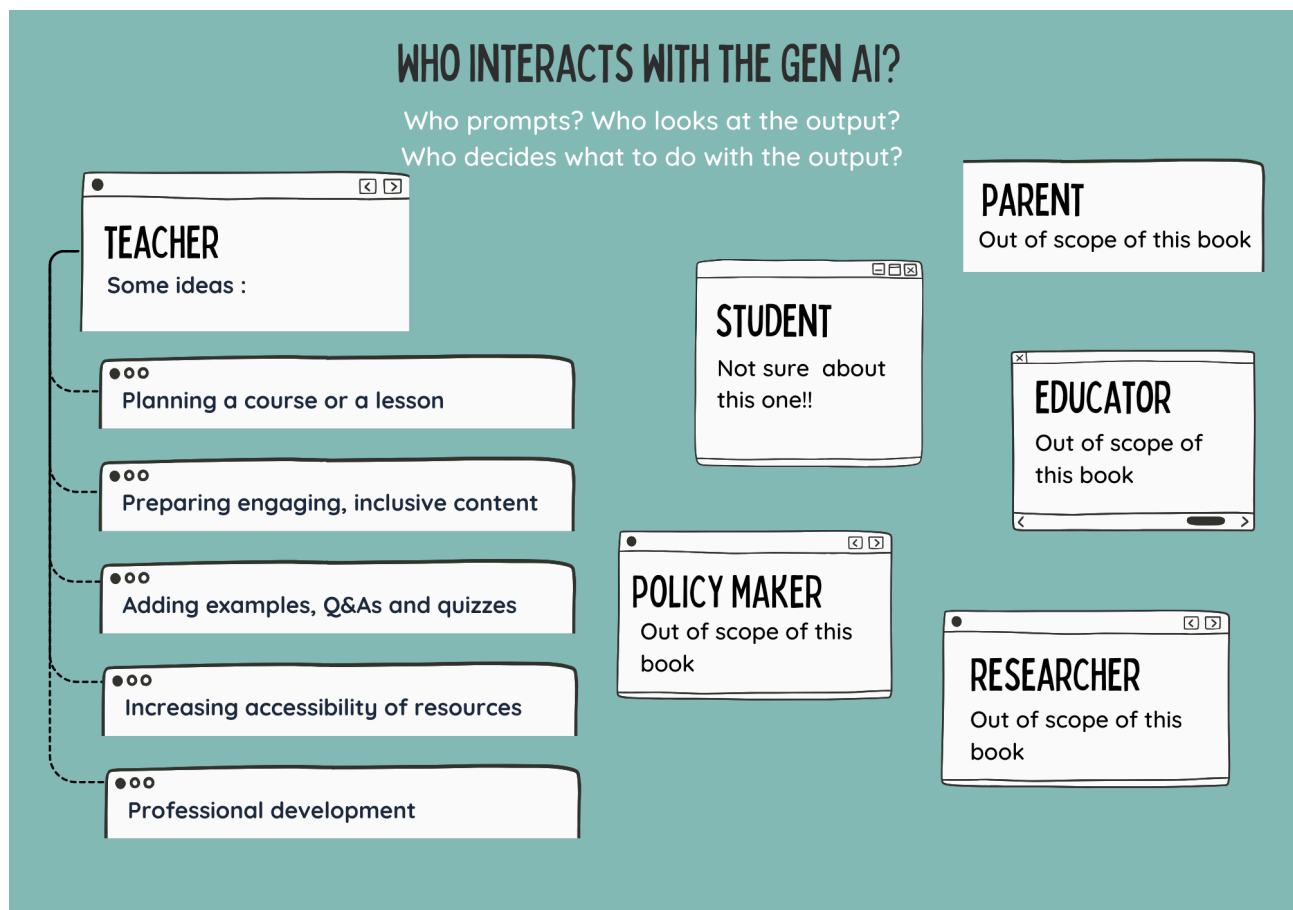 WHO INTERACTS WITH THE GEN AI?
Who prompts? Who looks at the output?
Who decides what to do with the output?
TEACHER
Some ideas :
Planning a course or a lesson
Preparing engaging, inclusive content
Adding examples, Q&As and quizzes
Increasing accessibility of resources
Professional development
STUDENT
Not sure  about
this one!!
PARENT
Out of scope of this book
EDUCATOR
Out of scope of
this book
POLICY MAKER
Out of scope of this
book
RESEARCHER
Out of scope of this
book